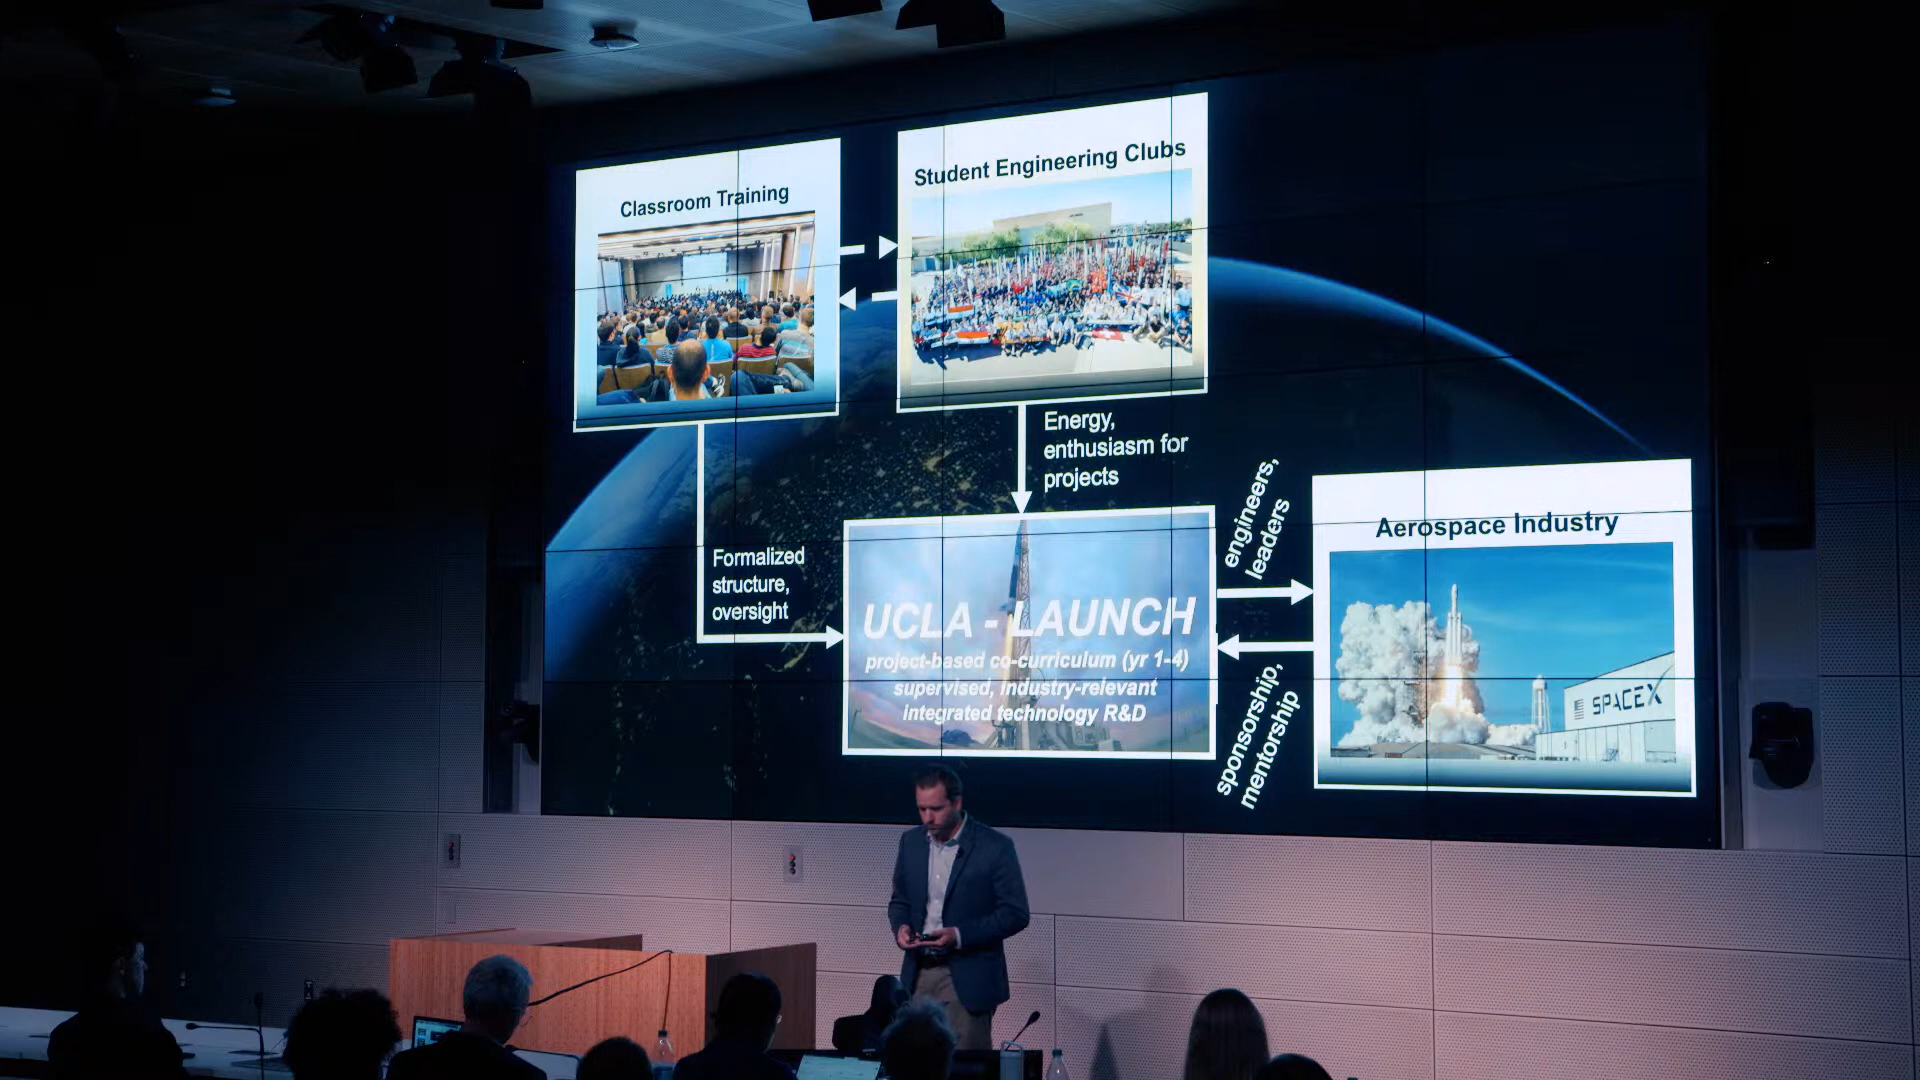 Classroom Training
Student Engineering Clubs
Energy,
enthusiasm for
projects
Formalized
structure,
oversight
UCLA - LAUNCH
project-based co-curriculum (yr 1-4)
supervised, industry-relevant
integrated technology R&D
engineers,
leaders
sponsorship,
mentorship
Aerospace Industry
SPACEX